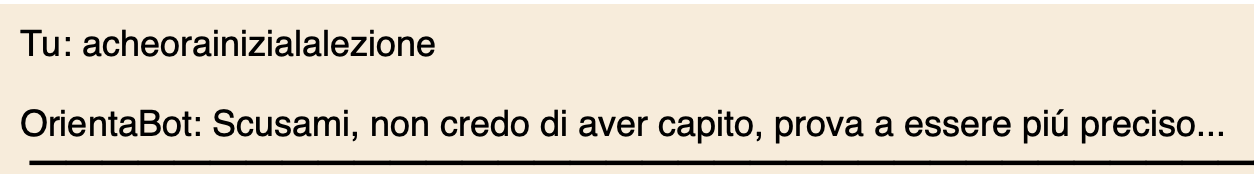 Tu: acheorainizialalezione
OrientaBot: Scusami, non credo di aver capito, prova a essere piú preciso...